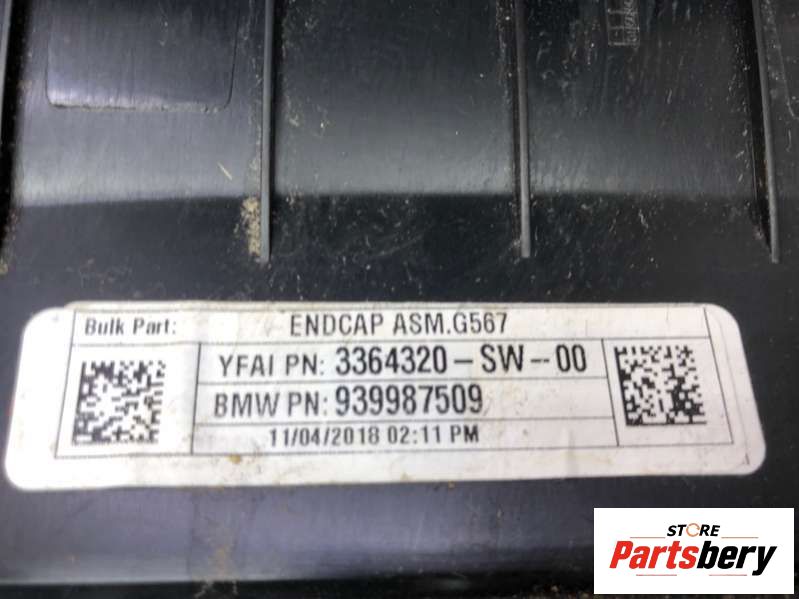 Bulk Part: ENDCAP ASM.G567
YFAI PN: 3364320-SW-00
BMW PN: 939987509
11/04/2018 02:11 PM
STORE
Partsbery